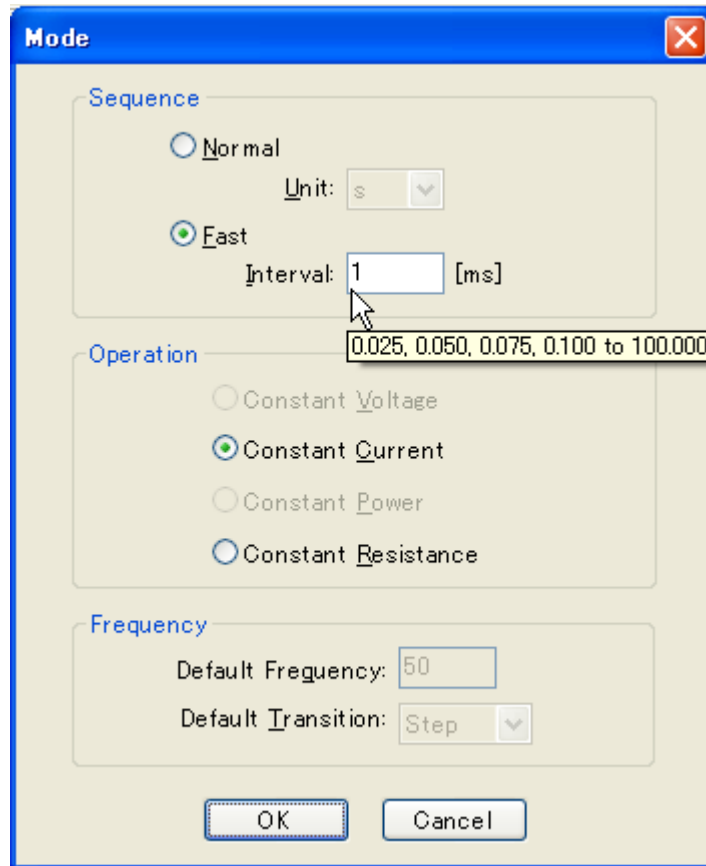 Mode
Sequence
Normal
Unit: s
Fast
Interval: 1 [ms]
0.025, 0.050, 0.075, 0.100 to 100.000
Operation
Constant Voltage
Constant Current
Constant Power
Constant Resistance
Frequency
Default Freguency: 50
Default Transition: Step
OK Cancel